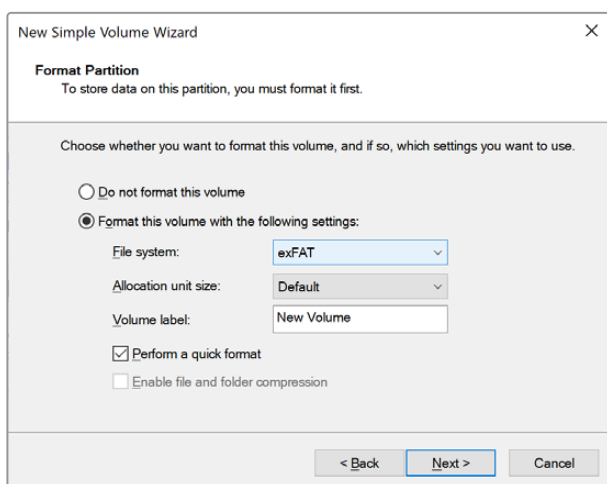 New Simple Volume Wizard
Format Partition
To store data on this partition, you must format it first.
Choose whether you want to format this volume, and if so, which settings you want to use.
Do not format this volume
Format this volume with the following settings:
File system: exFAT
Allocation unit size: Default
Volume label: New Volume
Perform a quick format
Enable file and folder compression
< Back Next > Cancel